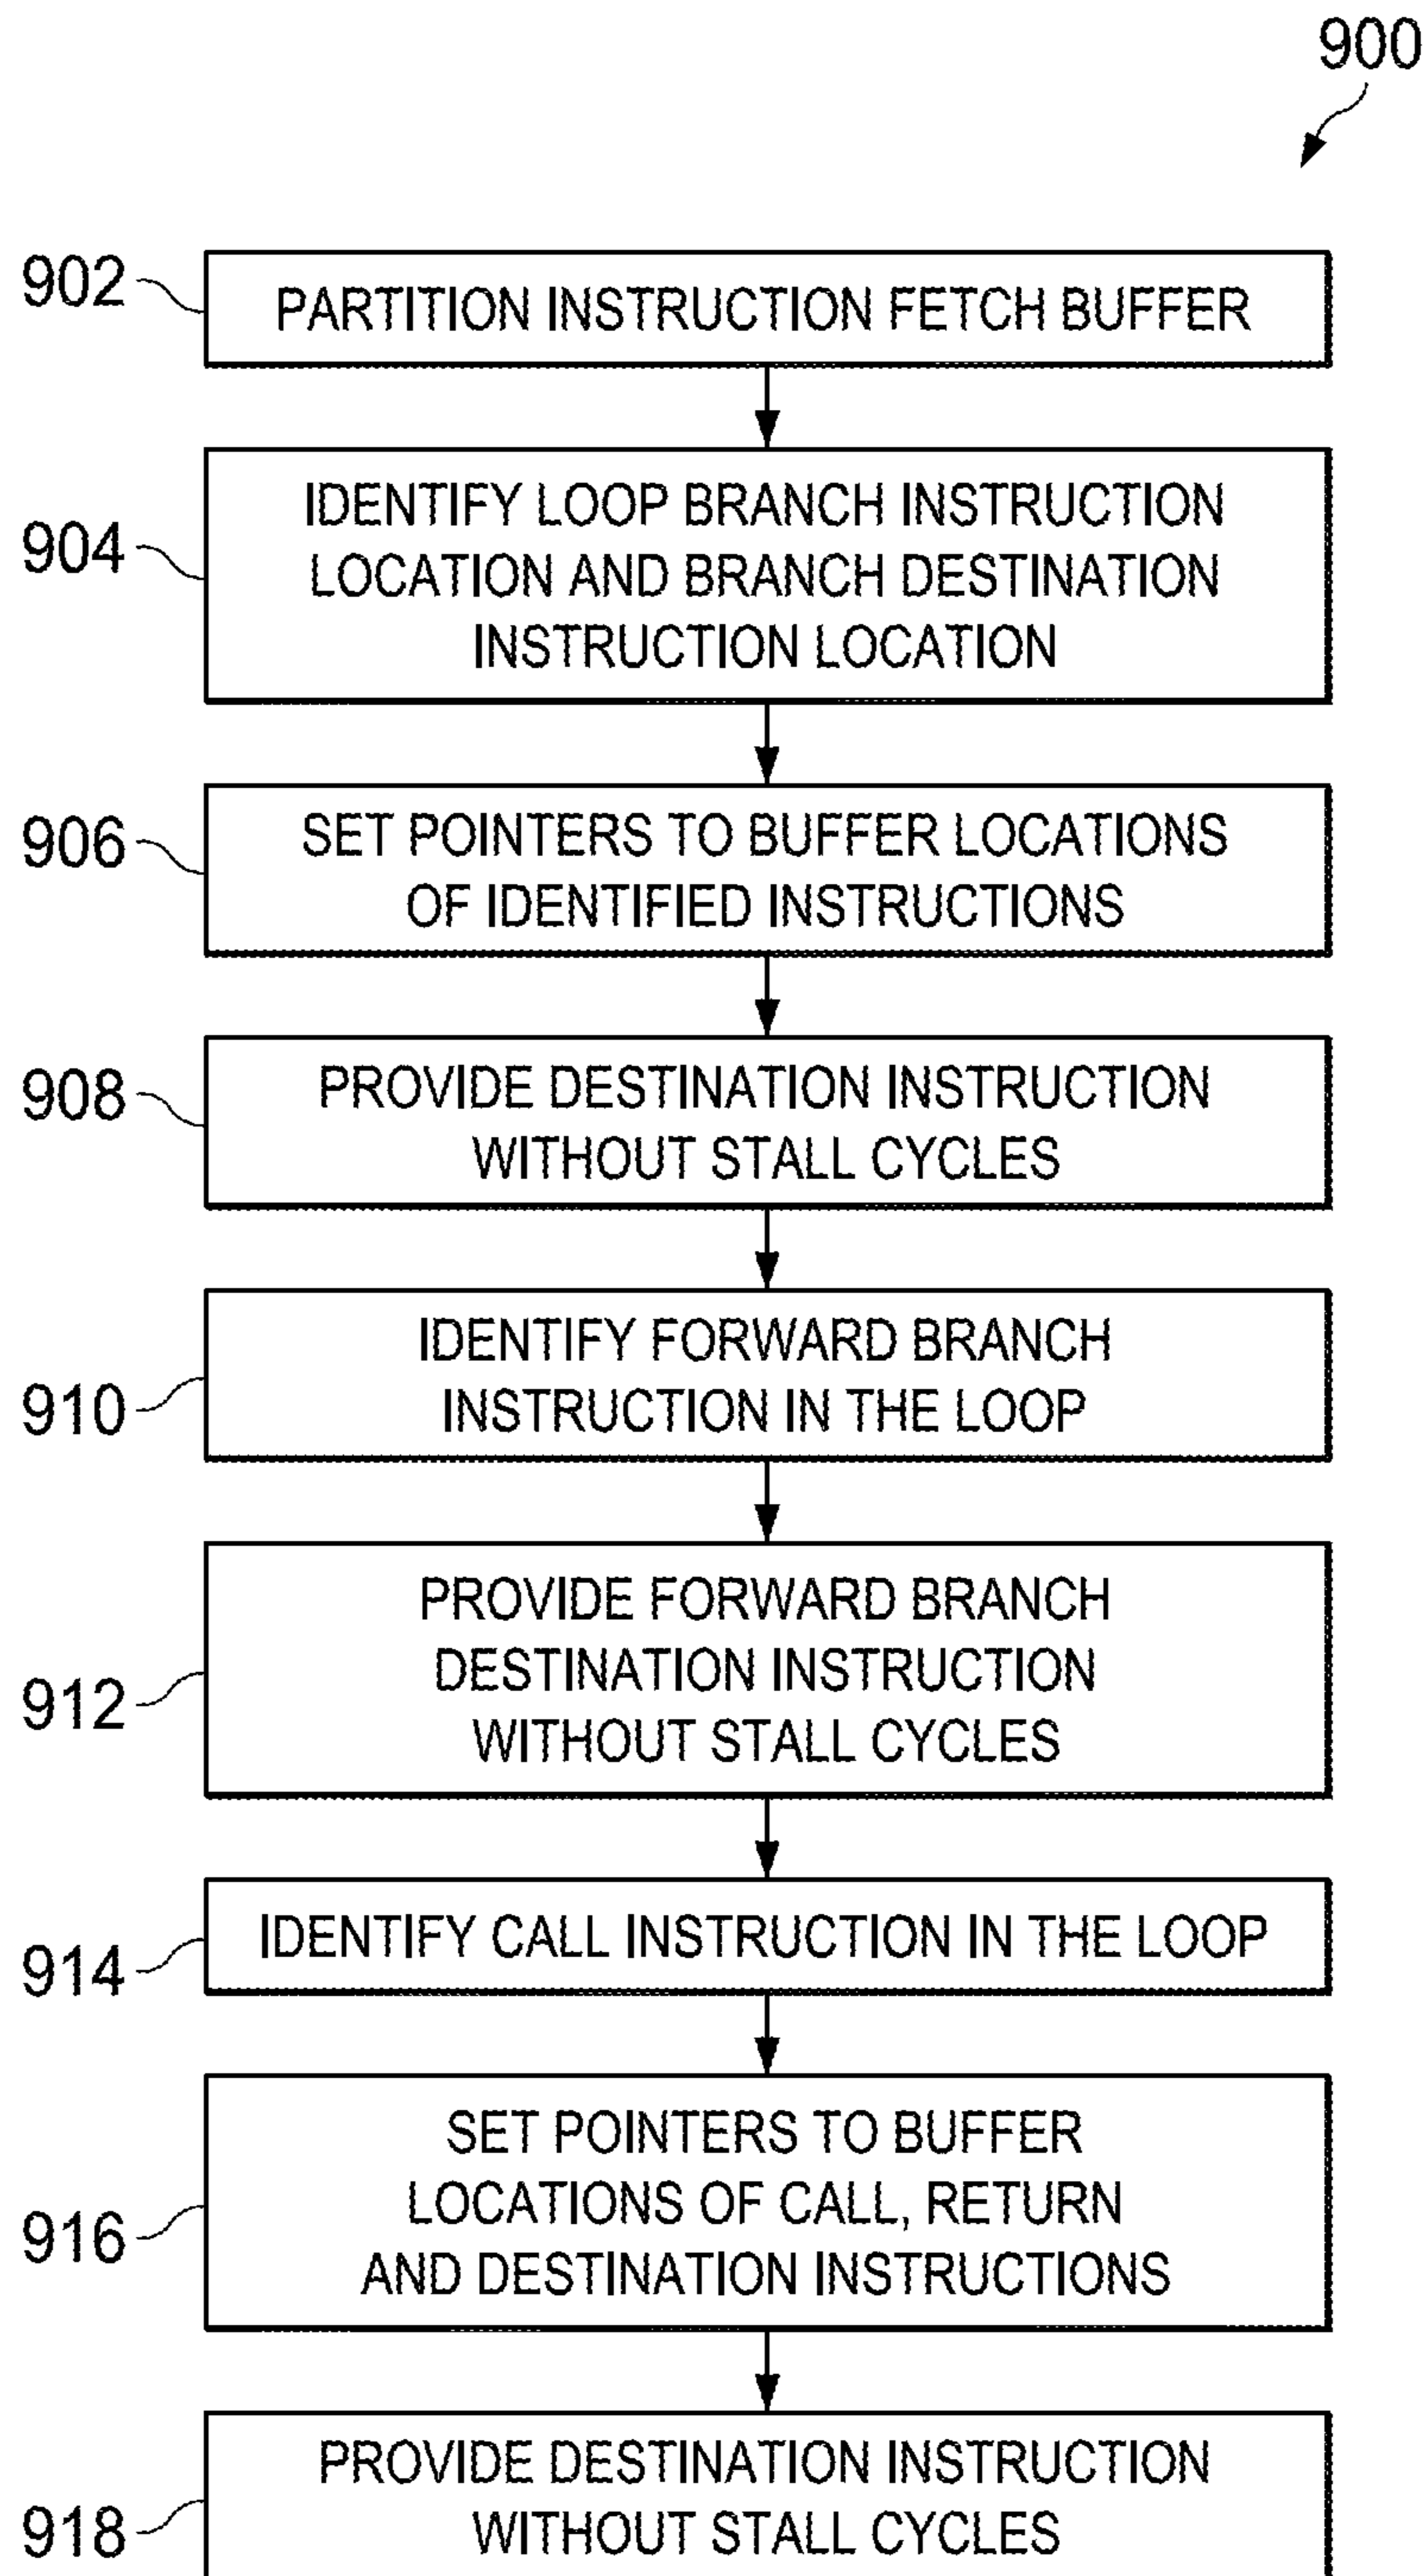 900
902
PARTITION INSTRUCTION FETCH BUFFER
904
IDENTIFY LOOP BRANCH INSTRUCTION
LOCATION AND BRANCH DESTINATION
INSTRUCTION LOCATION
906
SET POINTERS TO BUFFER LOCATIONS
OF IDENTIFIED INSTRUCTIONS
908
PROVIDE DESTINATION INSTRUCTION
WITHOUT STALL CYCLES
910
IDENTIFY FORWARD BRANCH
INSTRUCTION IN THE LOOP
912
PROVIDE FORWARD BRANCH
DESTINATION INSTRUCTION
WITHOUT STALL CYCLES
914
IDENTIFY CALL INSTRUCTION IN THE LOOP
916
SET POINTERS TO BUFFER
LOCATIONS OF CALL, RETURN
AND DESTINATION INSTRUCTIONS
918
PROVIDE DESTINATION INSTRUCTION
WITHOUT STALL CYCLES